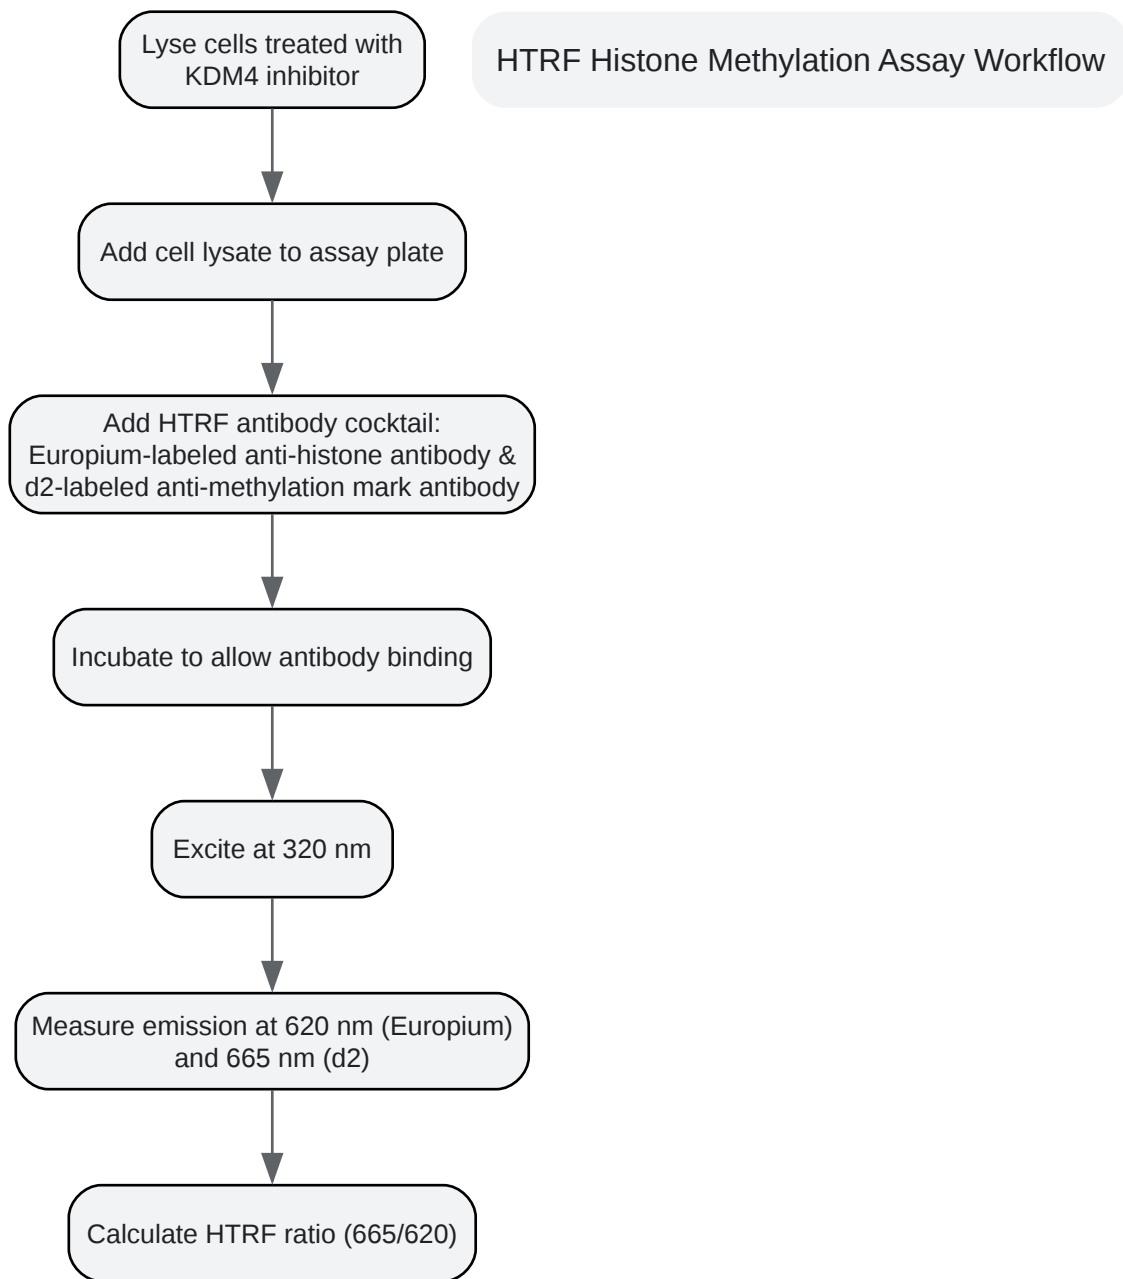 HTRF Histone Methylation Assay Workflow
Lyse cells treated with
KDM4 inhibitor
Add cell lysate to assay plate
Add HTRF antibody cocktail:
Europium-labeled anti-histone antibody &
d2-labeled anti-methylation mark antibody
Incubate to allow antibody binding
Excite at 320 nm
Measure emission at 620 nm (Europium)
and 665 nm (d2)
Calculate HTRF ratio (665/620)